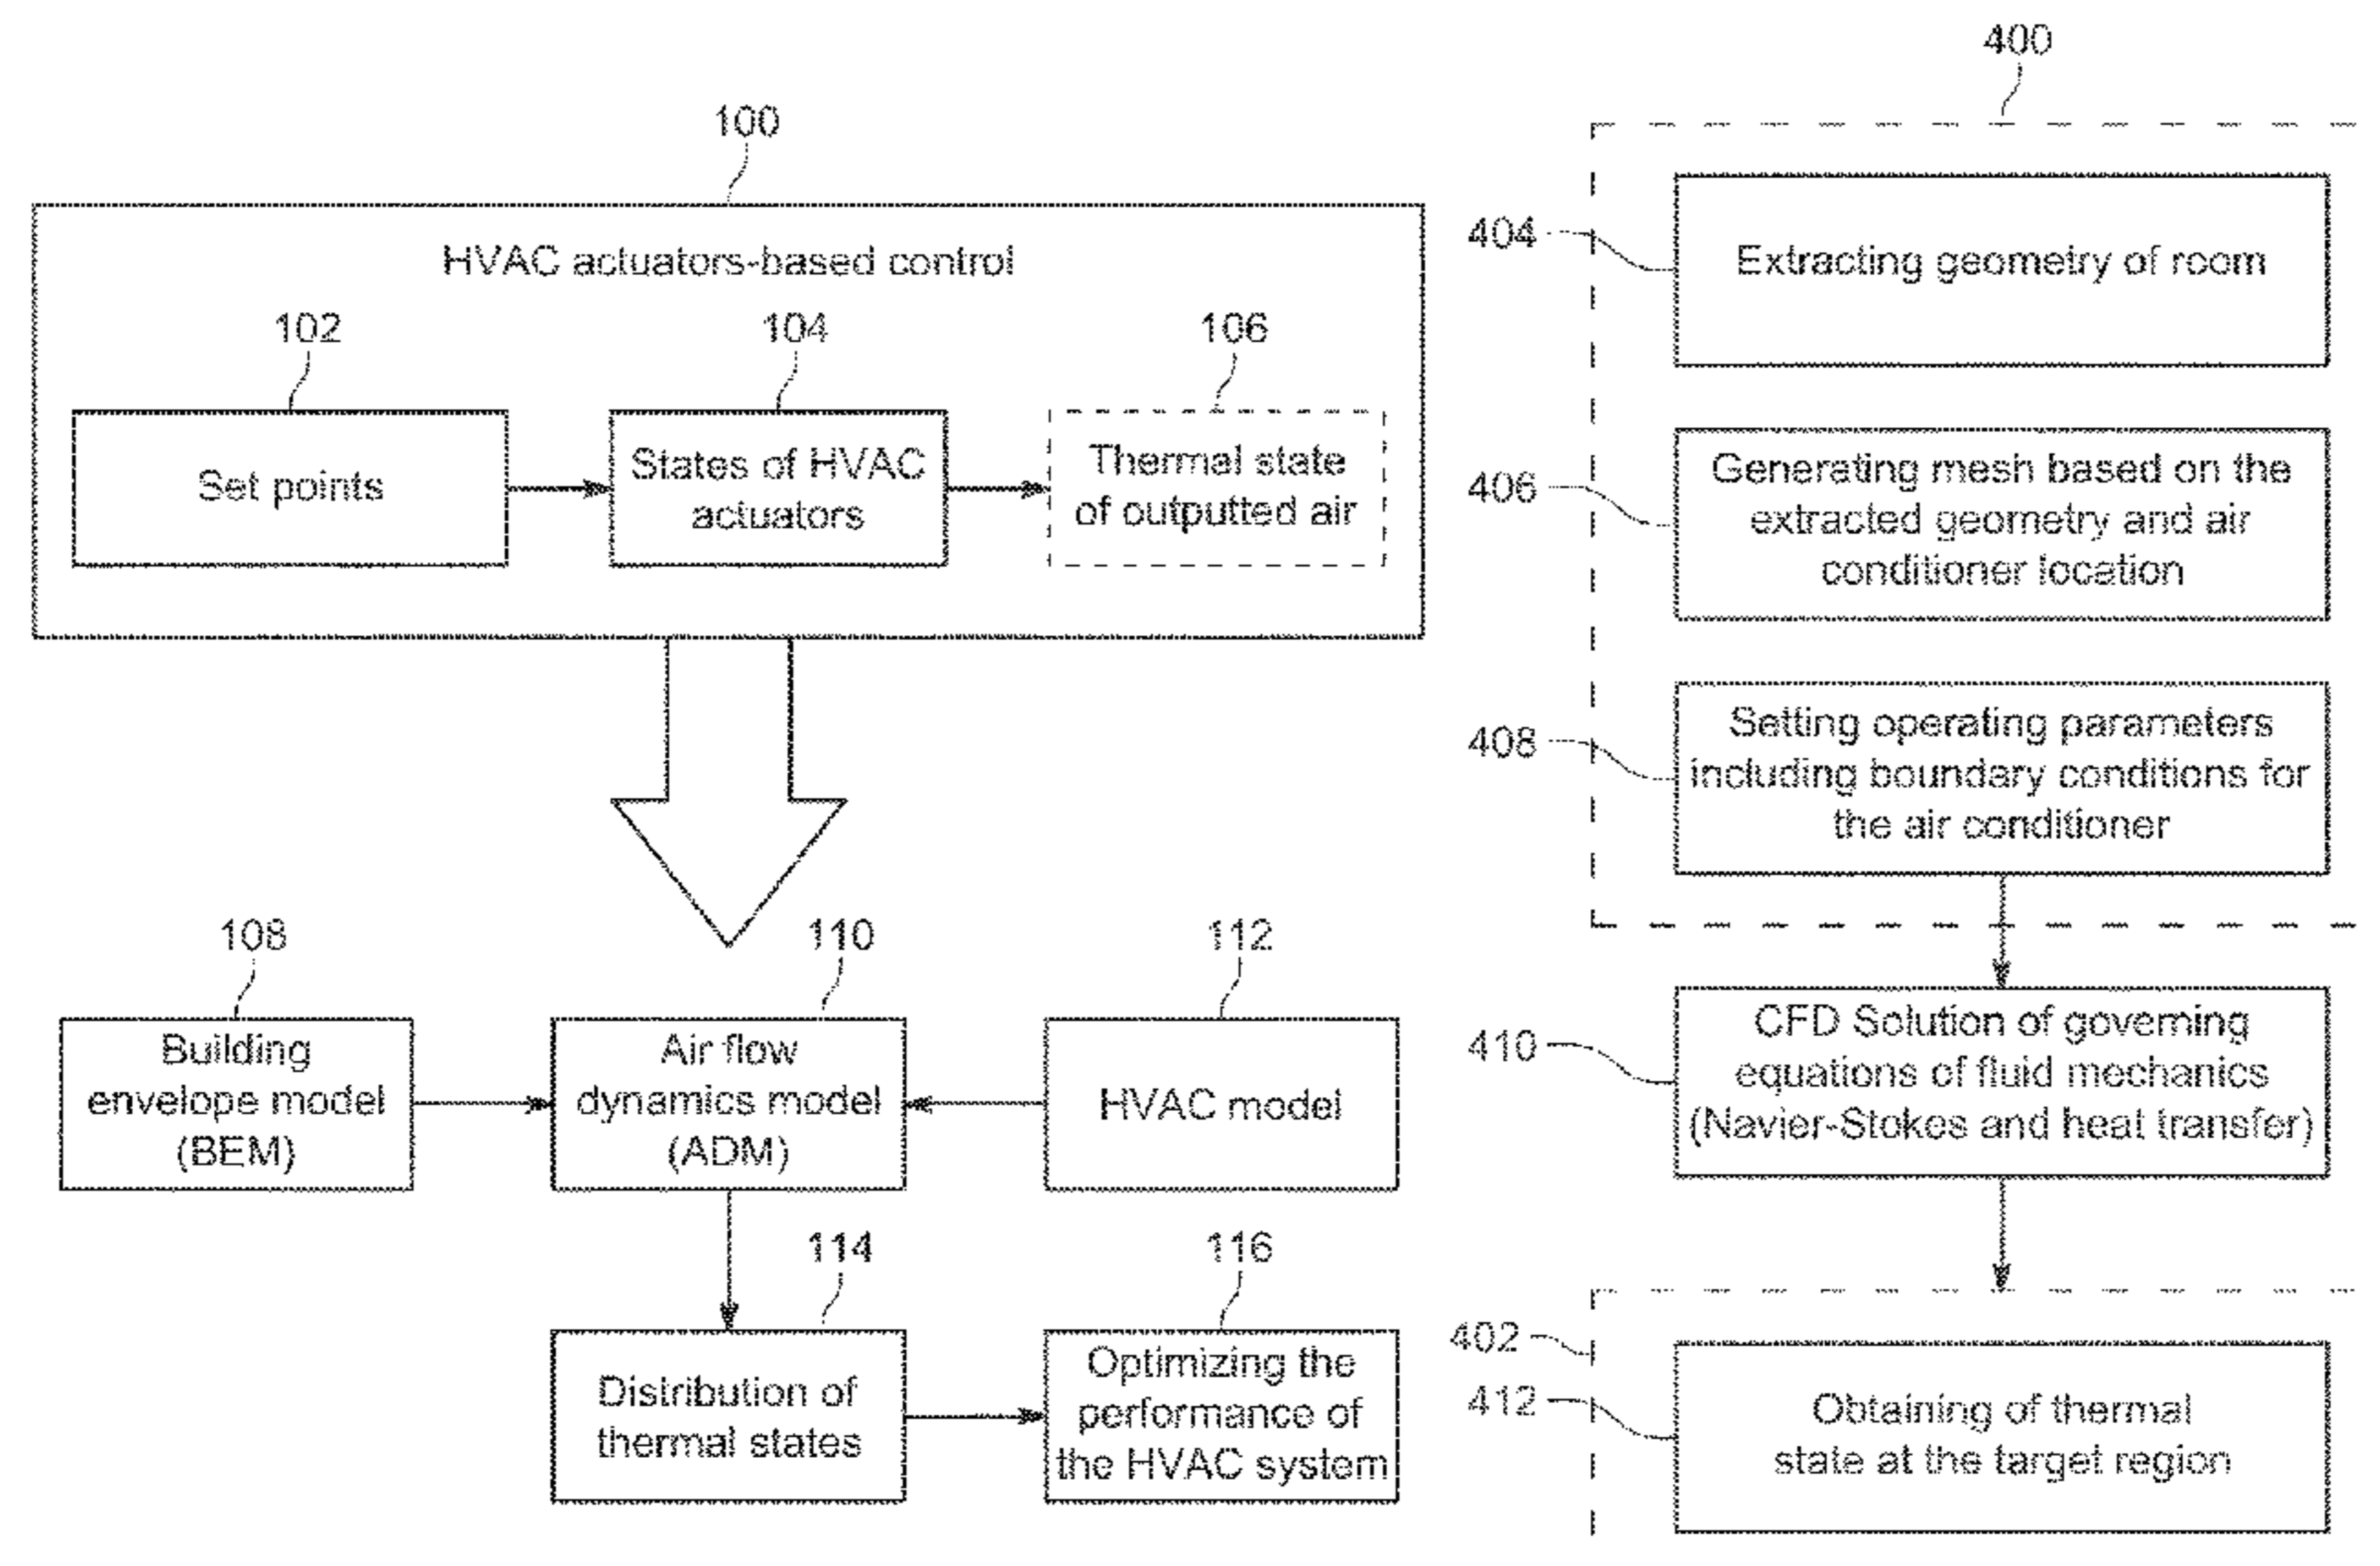 100
HVAC actuators-based control
102
104
106
Set points
States of HVAC
actuators
Thermal state
of outputted air
108
110
112
Building
envelope model
(BEM)
Air flow
dynamics model
(ADM)
HVAC model
114
116
Distribution of
thermal states
Optimizing the
performance of
the HVAC system
400
404
Extracting geometry of room
406
Generating mesh based on the
extracted geometry and air
conditioner location
408
Setting operating parameters
including boundary conditions for
the air conditioner
410
CFD Solution of governing
equations of fluid mechanics
(Navier-Stokes and heat transfer)
402
412
Obtaining of thermal
state at the target region